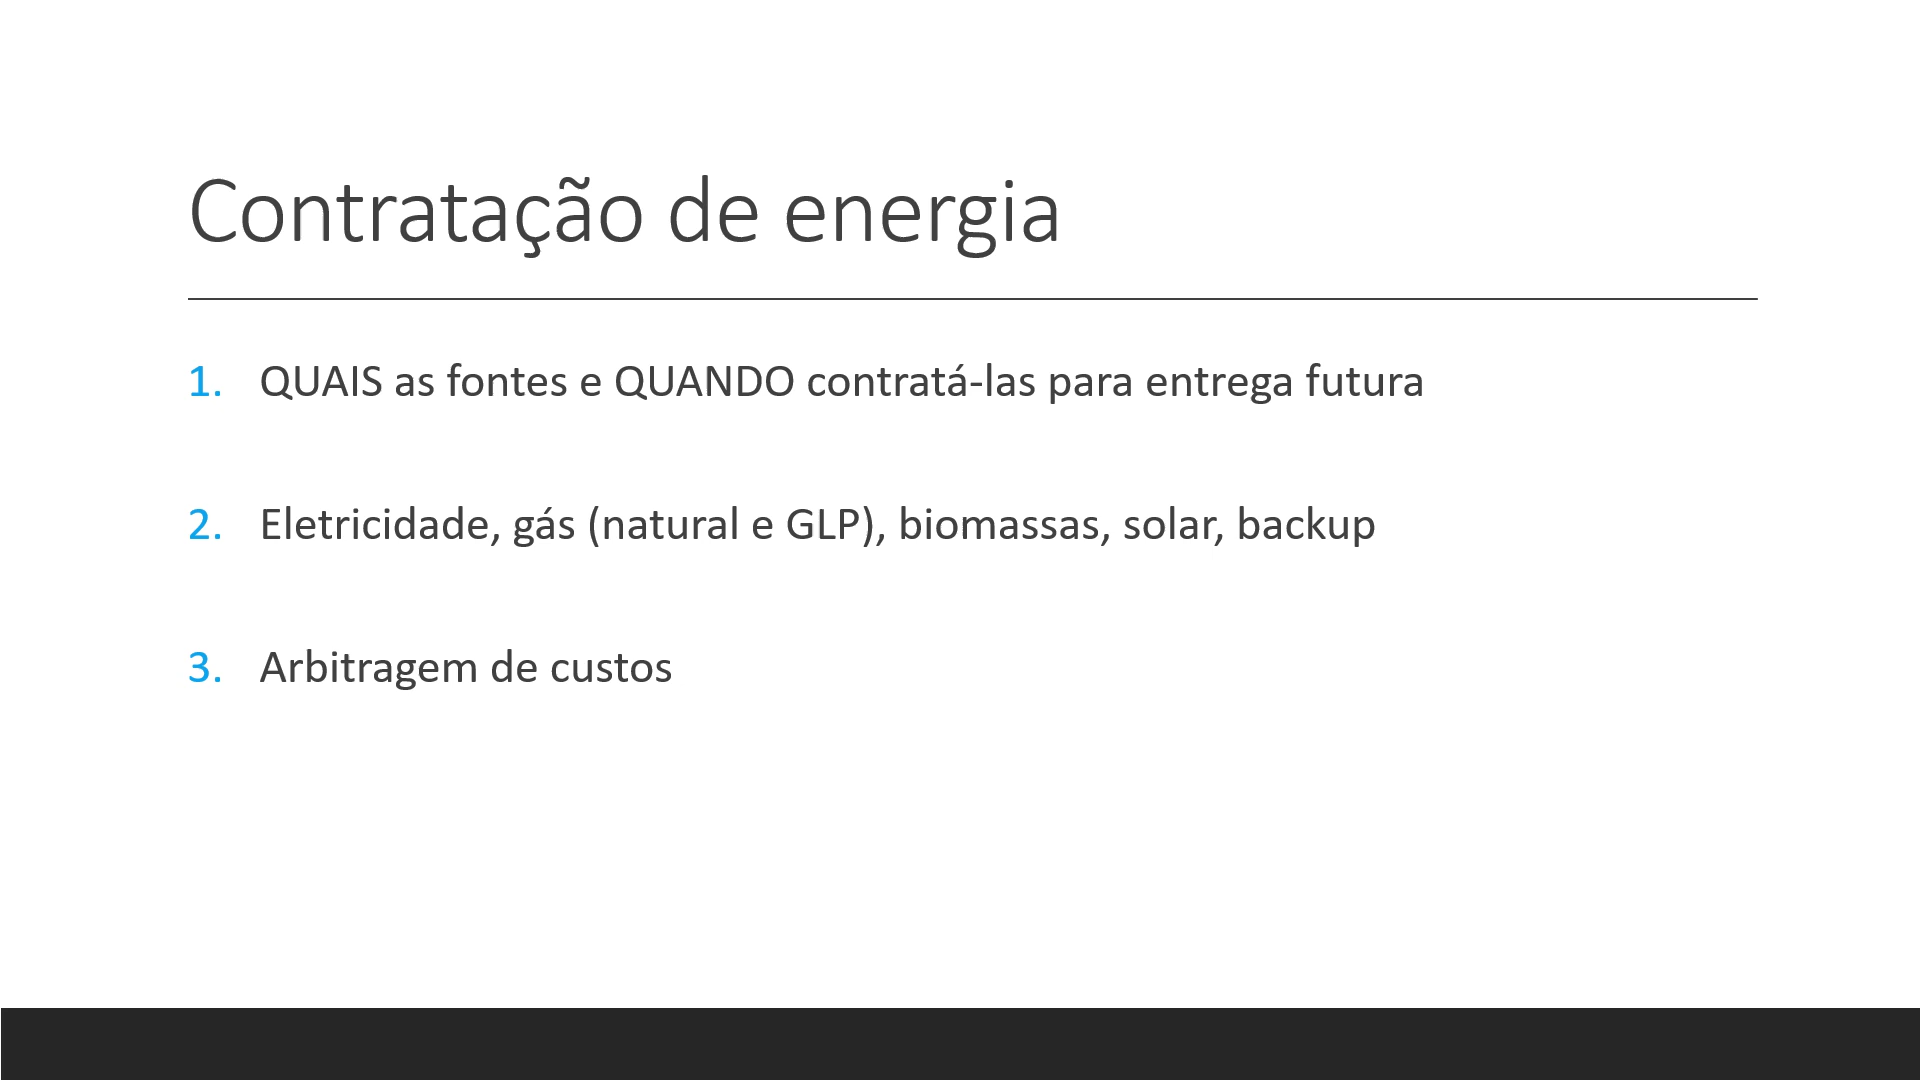 Contratação de energia
1. QUAIS as fontes e QUANDO contratá-las para entrega futura
2. Eletricidade, gás (natural e GLP), biomassas, solar, backup
3. Arbitragem de custos